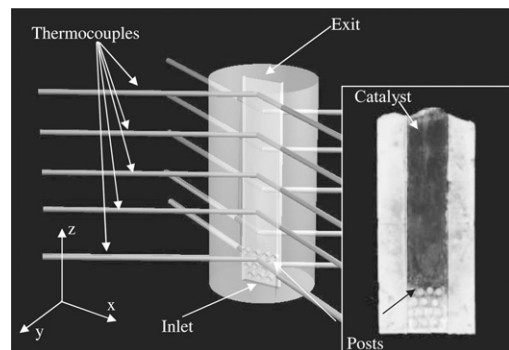 Thermocouples
Exit
Catalyst
z
x
y
Inlet
Posts